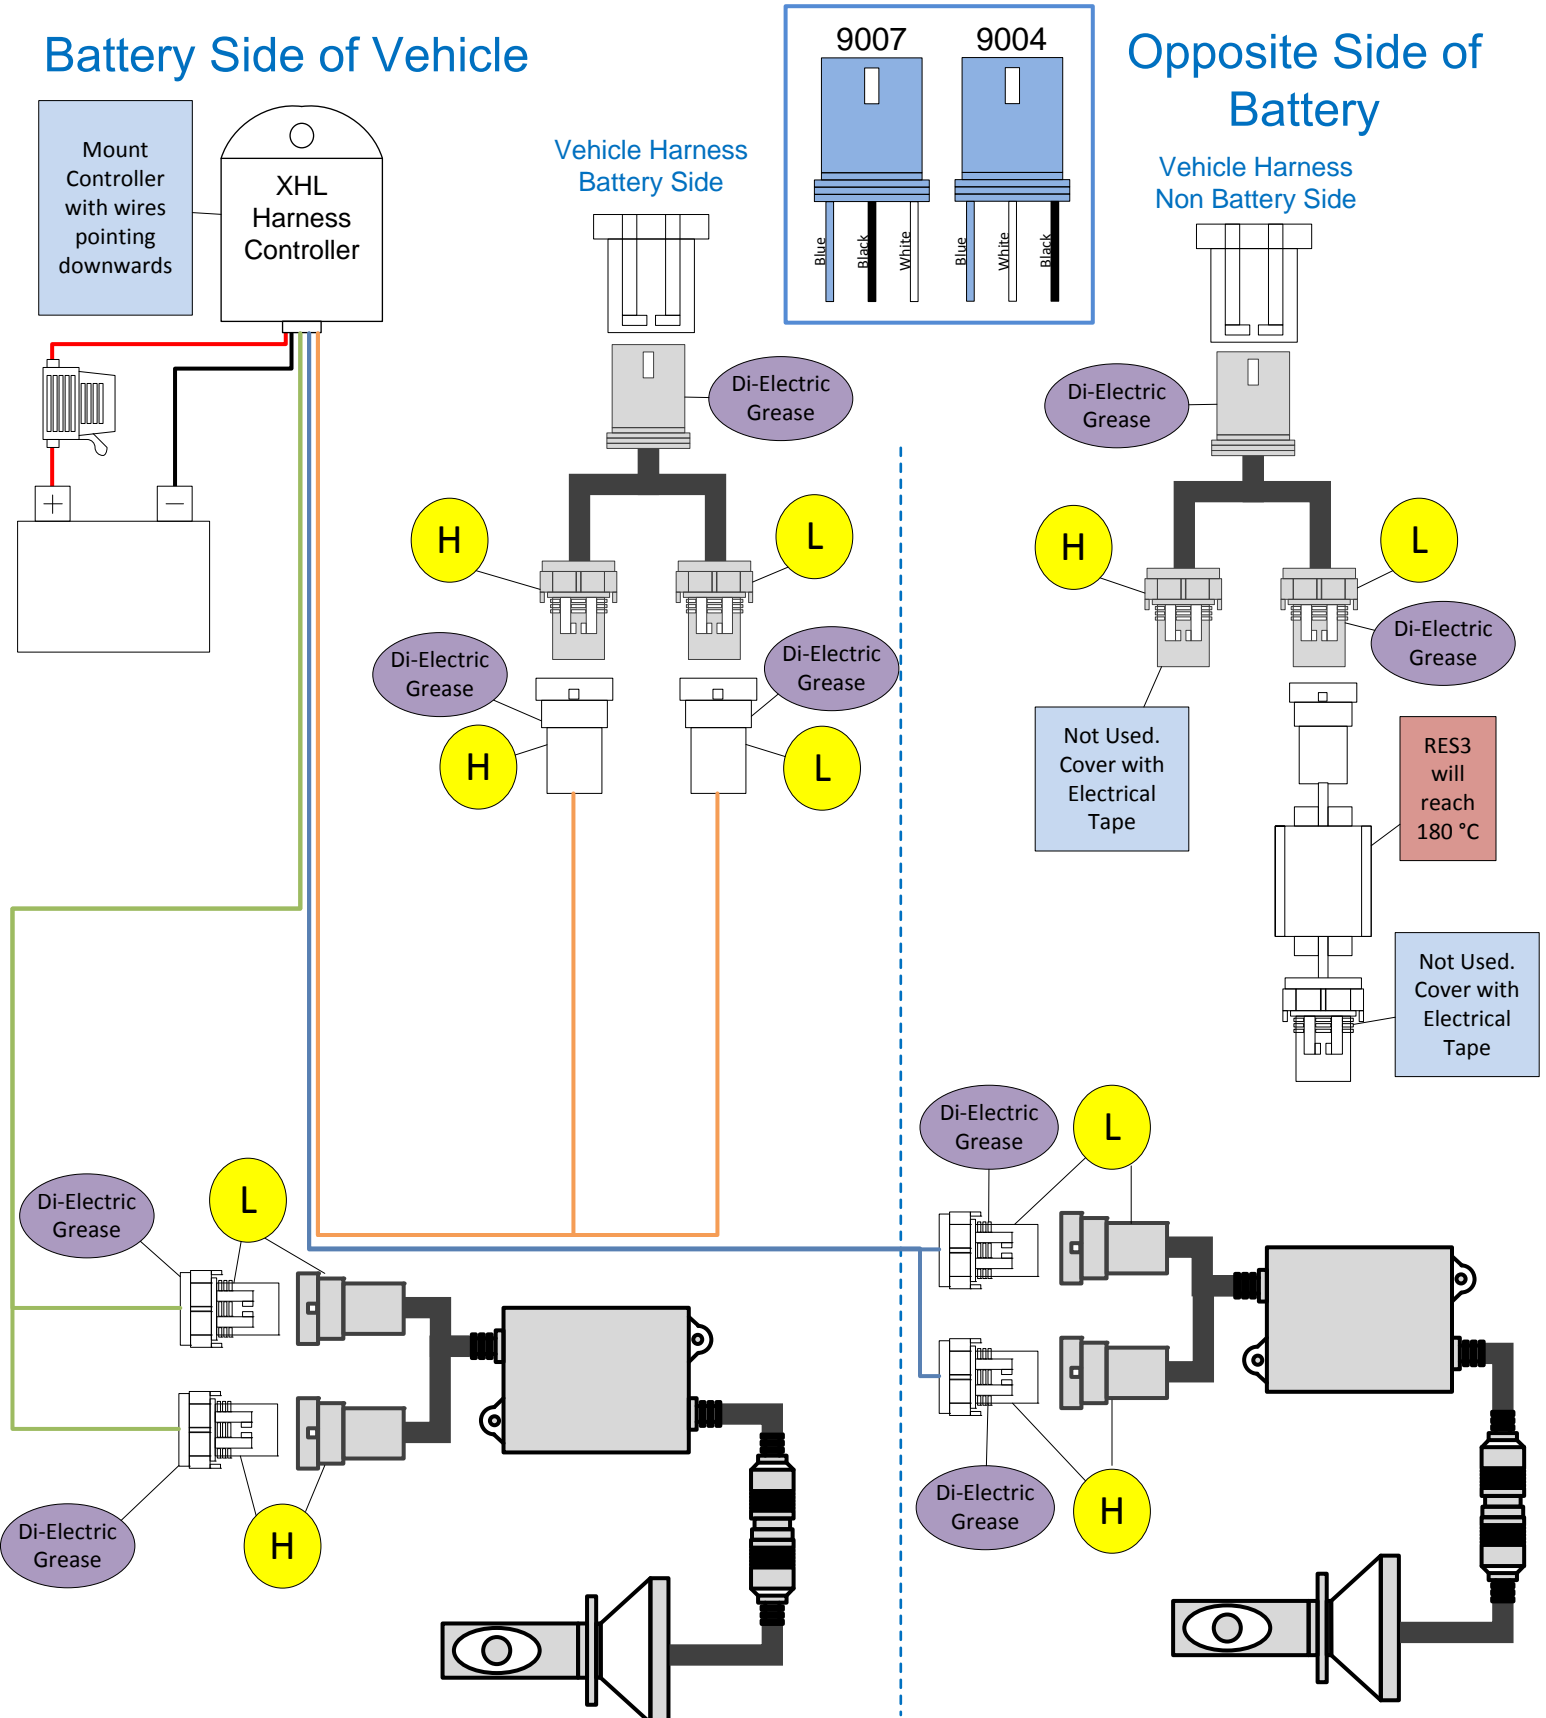 Battery Side of Vehicle
9007
9004
Opposite Side of
Battery
Mount
Controller
with wires
pointing
downwards
XHL
Harness
Controller
Vehicle Harness
Battery Side
Vehicle Harness
Non Battery Side
Blue
Black
White
Blue
White
Black
+
−
Di-Electric
Grease
Di-Electric
Grease
H
L
H
L
Di-Electric
Grease
Di-Electric
Grease
Di-Electric
Grease
H
L
Not Used.
Cover with
Electrical
Tape
RES3
will
reach
180 °C
Not Used.
Cover with
Electrical
Tape
Di-Electric
Grease
L
Di-Electric
Grease
L
Di-Electric
Grease
H
Di-Electric
Grease
H